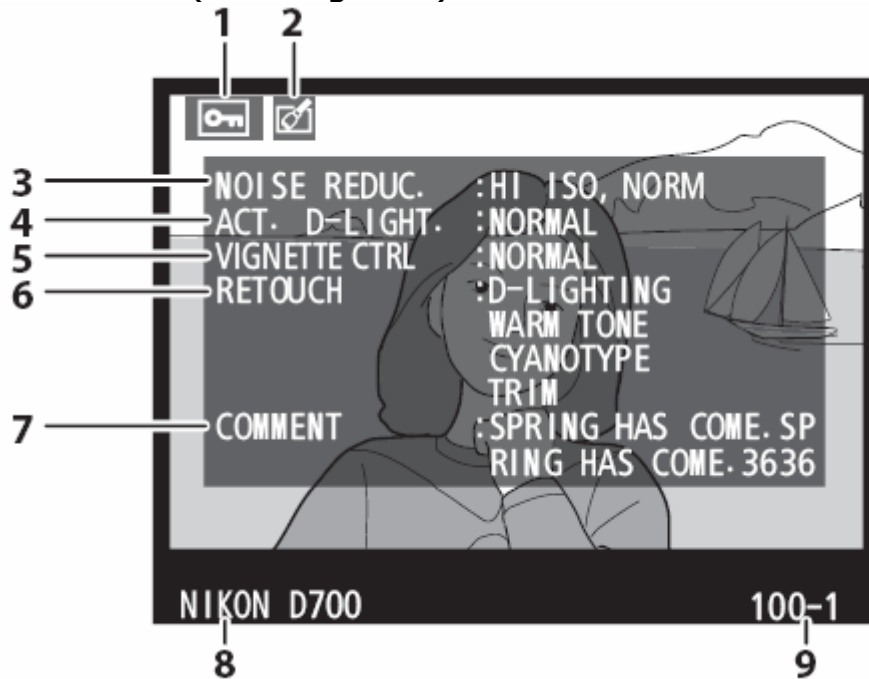 1 2
3 NOISE REDUC. :HI ISO, NORM
4 ACT. D-LIGHT. :NORMAL
5 VIGNETTE CTRL :NORMAL
6 RETOUCH :D-LIGHTING
WARM TONE
CYANOTYPE
TRIM
7 COMMENT :SPRING HAS COME.SP
RING HAS COME.3636
NIKON D700 100-1
8 9